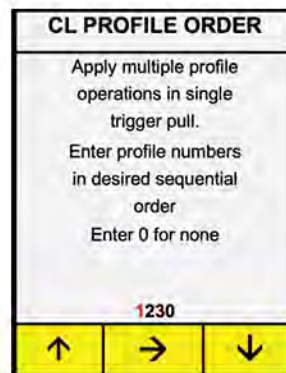 CL PROFILE ORDER
Apply multiple profile
operations in single
trigger pull.
Enter profile numbers
in desired sequential
order
Enter 0 for none
1230
↑ → ↓